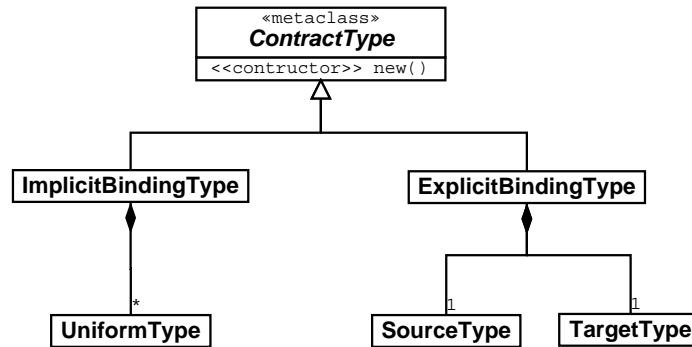 «metaclass»
ContractType
<<contructor>> new()
ImplicitBindingType
ExplicitBindingType
*
1
1
UniformType
SourceType
TargetType